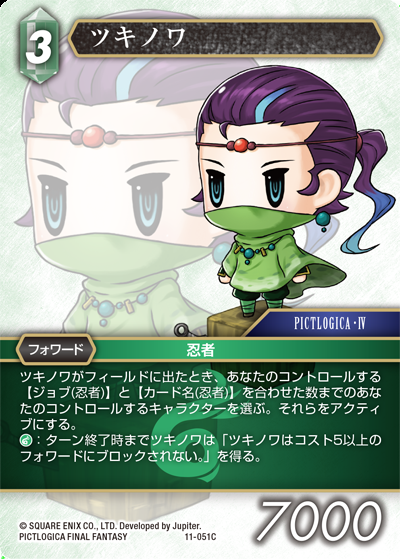 3
ツキノワ
PICTLOGICA・IV
フォワード
忍者
ツキノワがフィールドに出たとき、あなたのコントロールする
【ジョブ(忍者)】と【カード名(忍者)】を合わせた数までのあな
たのコントロールするキャラクターを選ぶ。それらをアクティ
ブにする。
：ターン終了時までツキノワは「ツキノワはコスト5以上の
フォワードにブロックされない。」を得る。
© SQUARE ENIX CO., LTD. Developed by Jupiter.
PICTLOGICA FINAL FANTASY
11-051C
7000